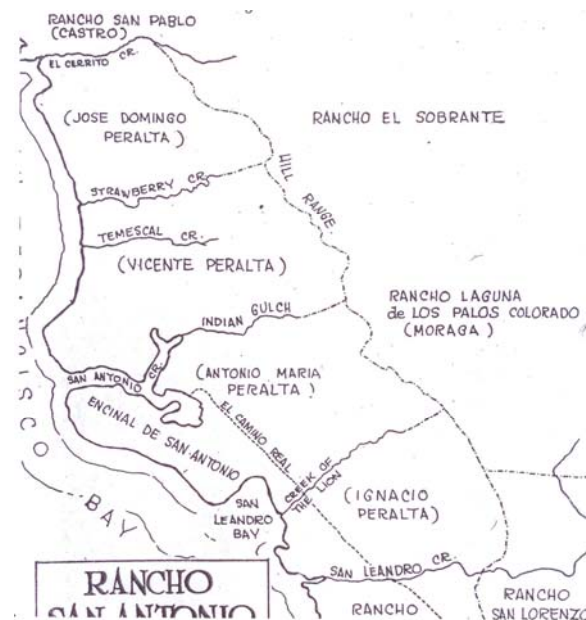 RANCHO SAN PABLO
(CASTRO)
EL CERRITO CR.
(JOSE DOMINGO
PERALTA)
RANCHO EL SOBRANTE
HILL
RANGE
STRAWBERRY CR.
TEMESCAL CR.
(VICENTE PERALTA)
RANCHO LAGUNA
de LOS PALOS COLORADO
(MORAGA)
INDIAN GULCH
SAN ANTONIO CR.
(ANTONIO MARIA
PERALTA)
ENCINAL DE SAN ANTONIO
EL CAMINO REAL
CREEK OF
THE LION
(IGNACIO
PERALTA)
SAN
LEANDRO
BAY
BAY
SAN LEANDRO CR.
RANCHO
SAN ANTONIO
RANCHO
RANCHO
SAN LORENZO